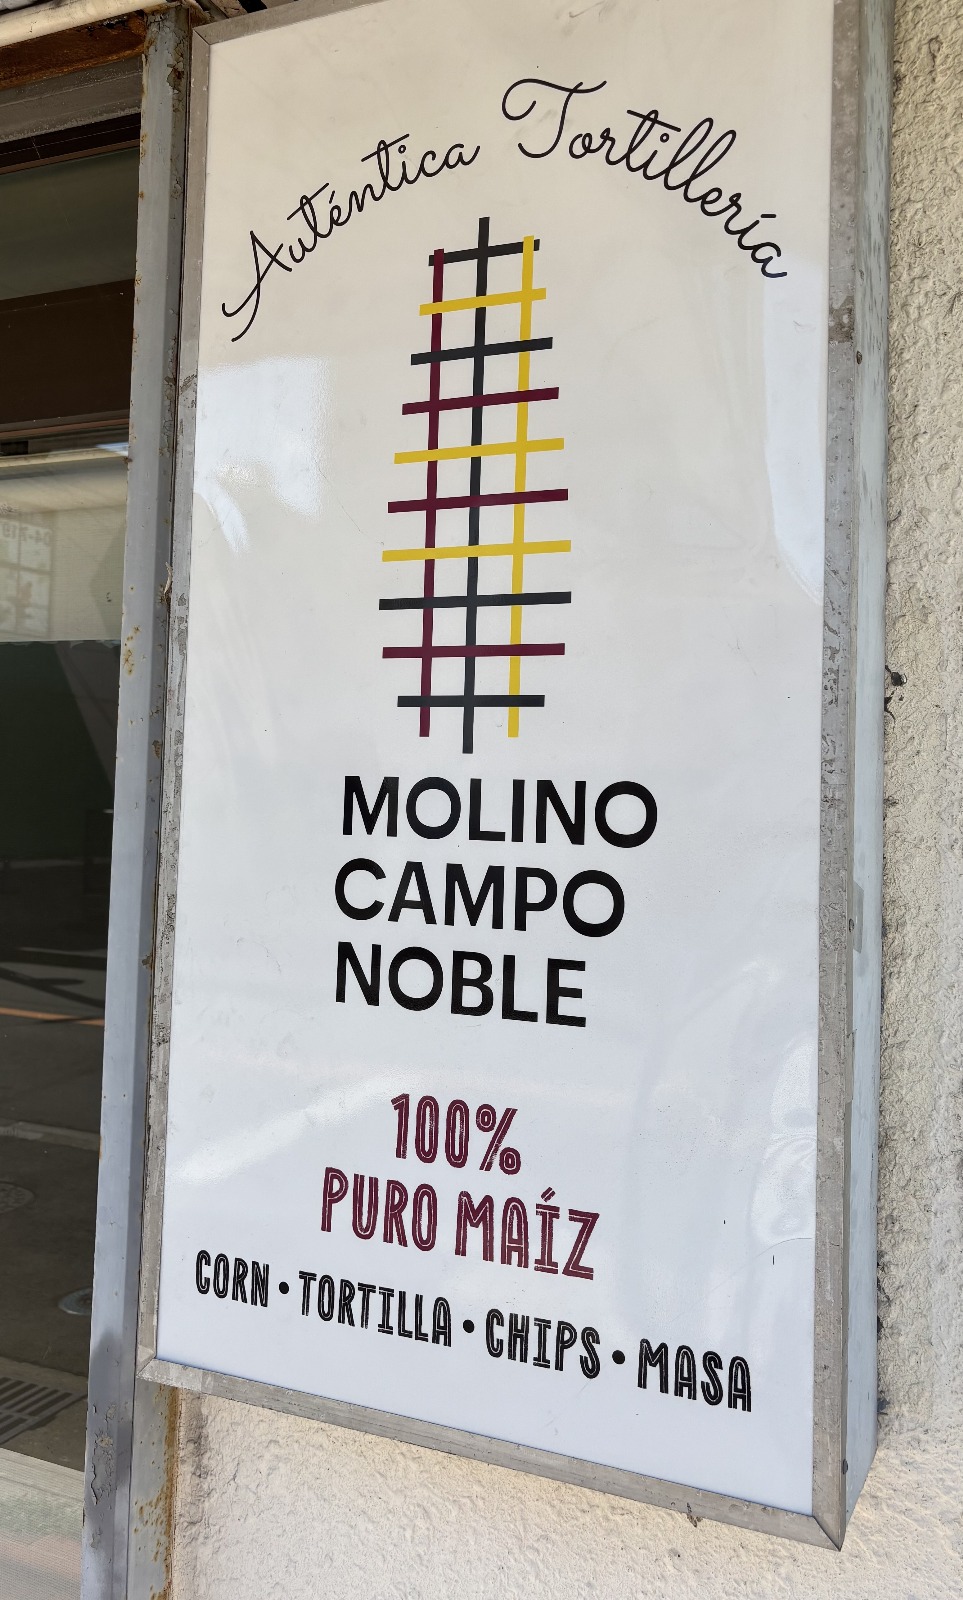 Auténtica Tortillería
MOLINO
CAMPO
NOBLE
100%
PURO MAÍZ
CORN • TORTILLA • CHIPS • MASA